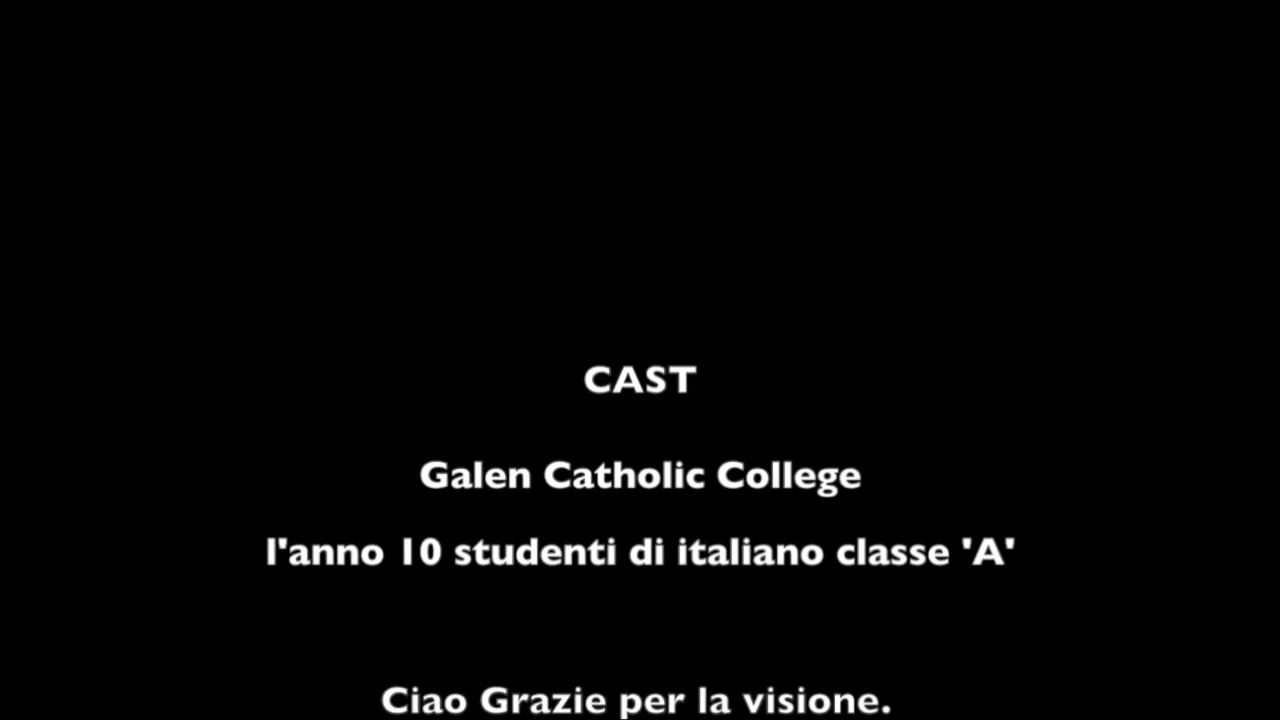 CAST
Galen Catholic College
l'anno 10 studenti di italiano classe 'A'
Ciao Grazie per la visione.